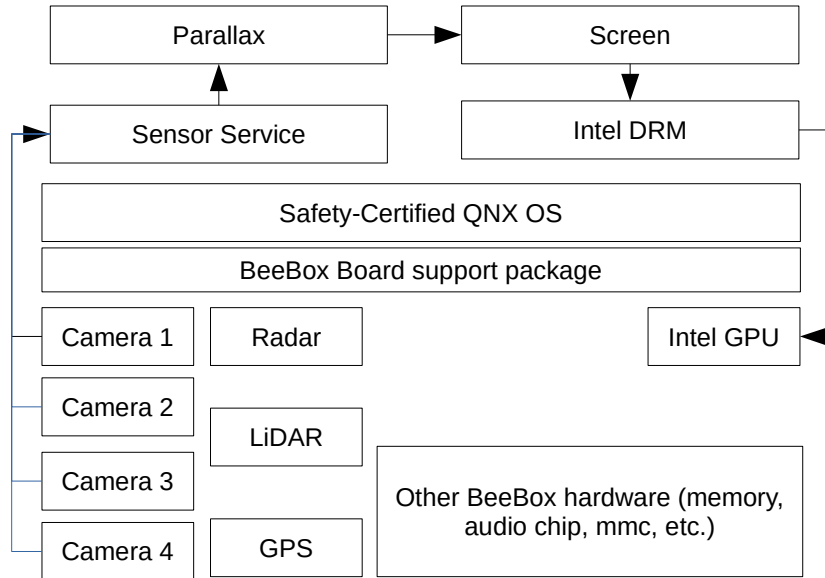 Parallax
Screen
Sensor Service
Intel DRM
Safety-Certified QNX OS
BeeBox Board support package
Camera 1
Radar
Intel GPU
Camera 2
LiDAR
Camera 3
Other BeeBox hardware (memory,
audio chip, mmc, etc.)
Camera 4
GPS